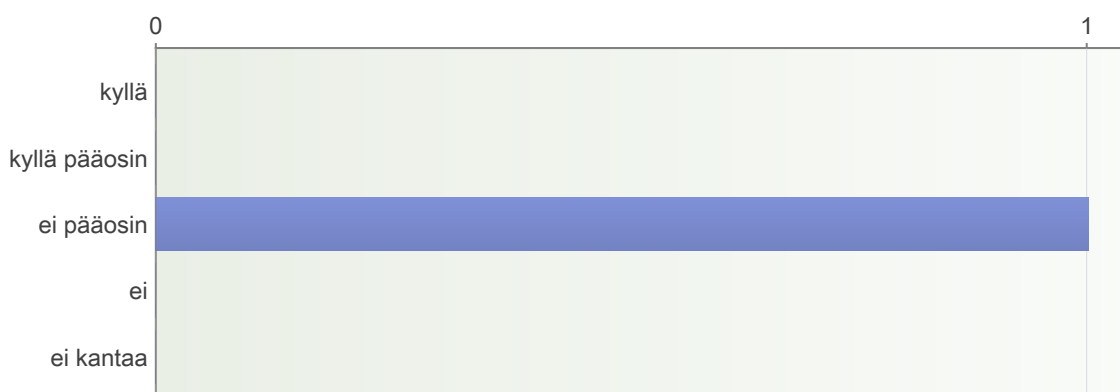 0 1
kyllä
kyllä pääosin
ei pääosin
ei
ei kantaa